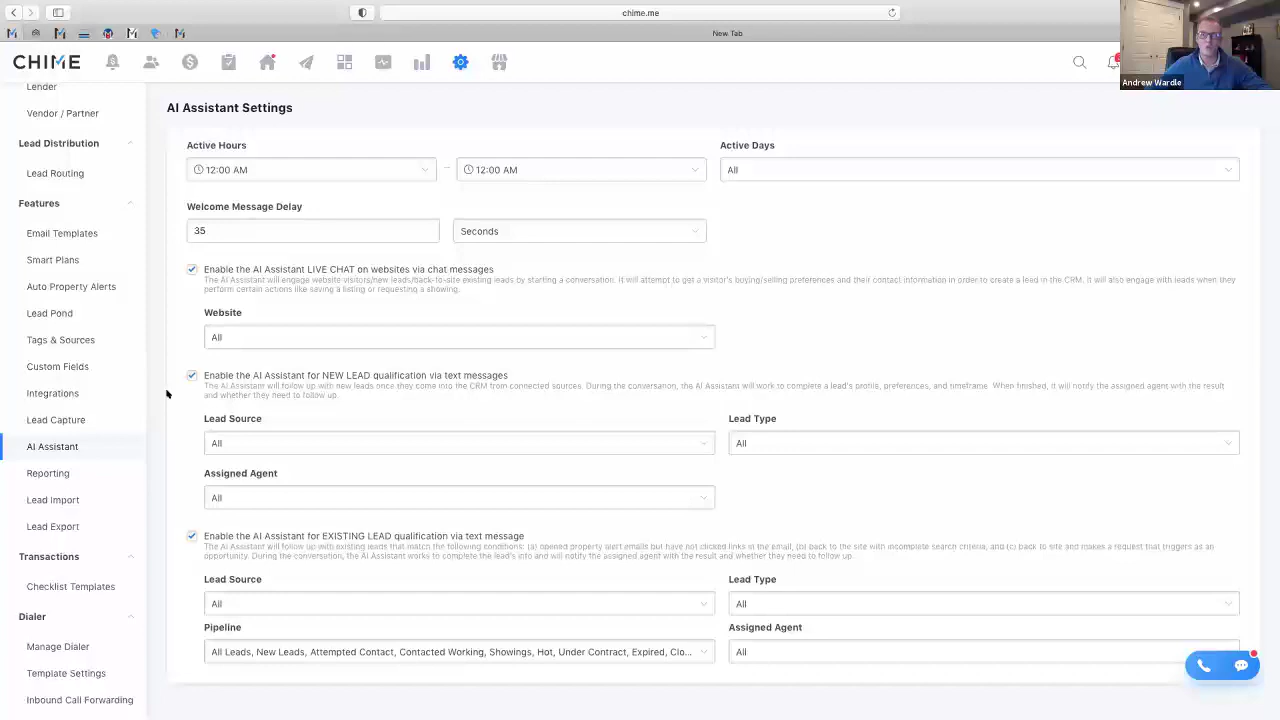 chime.me
New Tab
CHIME
Andrew Wardle
Lender
Vendor / Partner
Lead Distribution
Lead Routing
Features
Email Templates
Smart Plans
Auto Property Alerts
Lead Pond
Tags & Sources
Custom Fields
Integrations
Lead Capture
AI Assistant
Reporting
Lead Import
Lead Export
Transactions
Checklist Templates
Dialer
Manage Dialer
Template Settings
Inbound Call Forwarding
AI Assistant Settings
Active Hours
Active Days
12:00 AM – 12:00 AM
All
Welcome Message Delay
35
Seconds
Enable the AI Assistant LIVE CHAT on websites via chat messages
The AI Assistant will engage website visitors/new leads/back-to-site existing leads by starting a conversation. It will attempt to get a visitor's buying/selling preferences and their contact information in order to create a lead in the CRM. It will also engage with leads when they
perform certain actions like saving a listing or requesting a showing.
Website
All
Enable the AI Assistant for NEW LEAD qualification via text messages
The AI Assistant will follow up with new leads once they come into the CRM from connected sources. During the conversation, the AI Assistant will work to complete a lead's profile, preferences, and timeframe. When finished, it will notify the assigned agent with the result
and whether they need to follow up.
Lead Source
Lead Type
All
All
Assigned Agent
All
Enable the AI Assistant for EXISTING LEAD qualification via text message
The AI Assistant will follow up with existing leads that match the following conditions: (a) opened property alert emails but have not clicked links in the email, (b) back to the site with incomplete search criteria, and (c) back to site and makes a request that triggers as an
opportunity. During the conversation, the AI Assistant works to complete the lead's info and will notify the assigned agent with the result and whether they need to follow up.
Lead Source
Lead Type
All
All
Pipeline
Assigned Agent
All Leads, New Leads, Attempted Contact, Contacted Working, Showings, Hot, Under Contract, Expired, Clo...
All